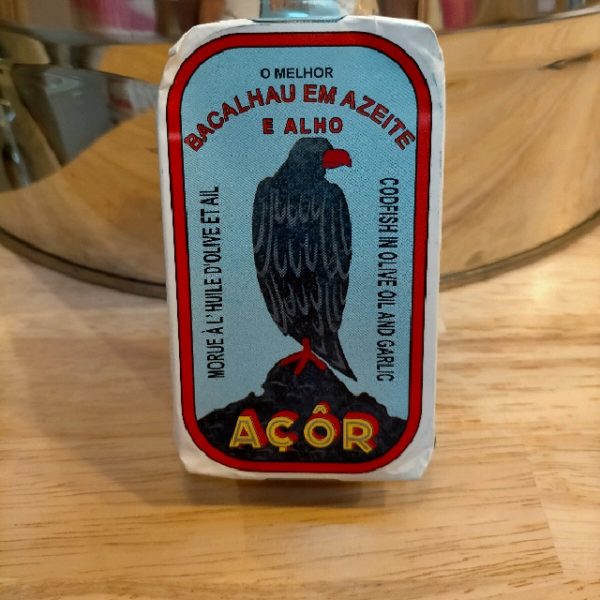 O MELHOR
BACALHAU EM AZEITE
E ALHO
MORUE À L'HUILE D'OLIVE ET AIL
CODFISH IN OLIVE OIL AND GARLIC
AÇÔR